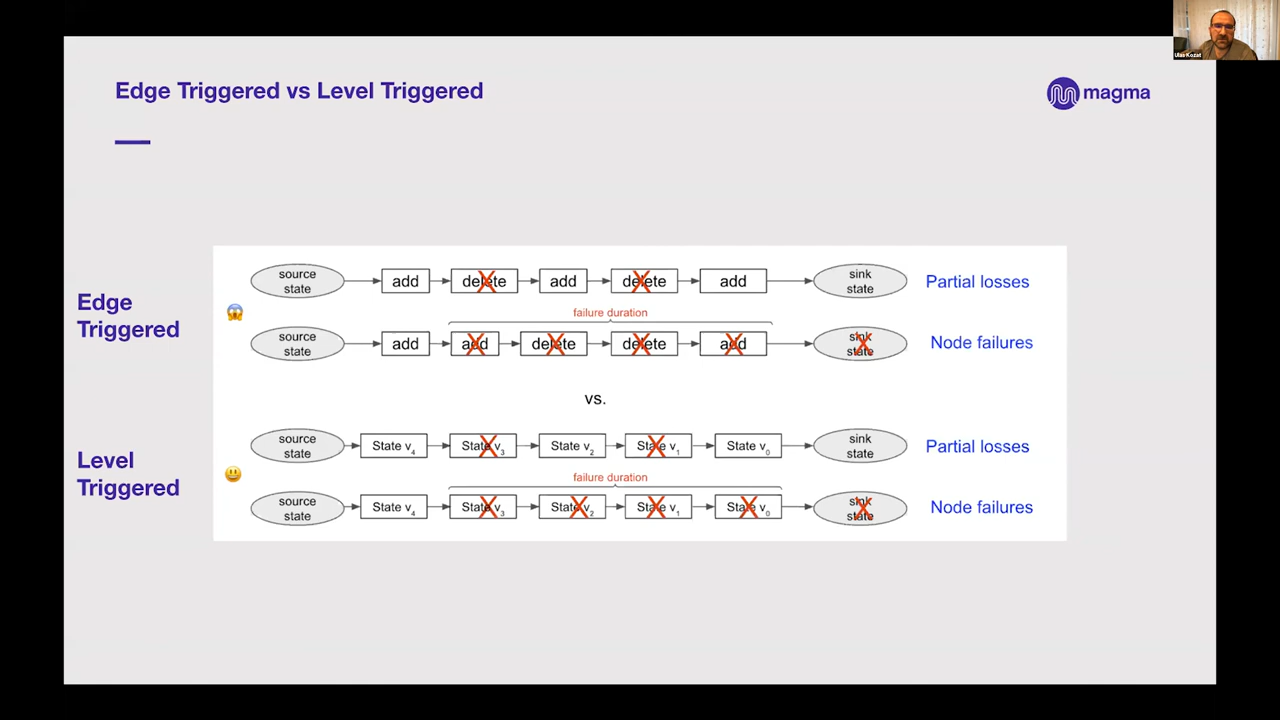 Ulas Kozat
Edge Triggered vs Level Triggered
magma
Edge
Triggered
source
state
add
delete
add
delete
add
sink
state
Partial losses
failure duration
source
state
add
add
delete
delete
add
sink
state
Node failures
vs.
Level
Triggered
source
state
State v4
State v3
State v2
State v1
State v0
sink
state
Partial losses
failure duration
source
state
State v4
State v3
State v2
State v1
State v0
sink
state
Node failures